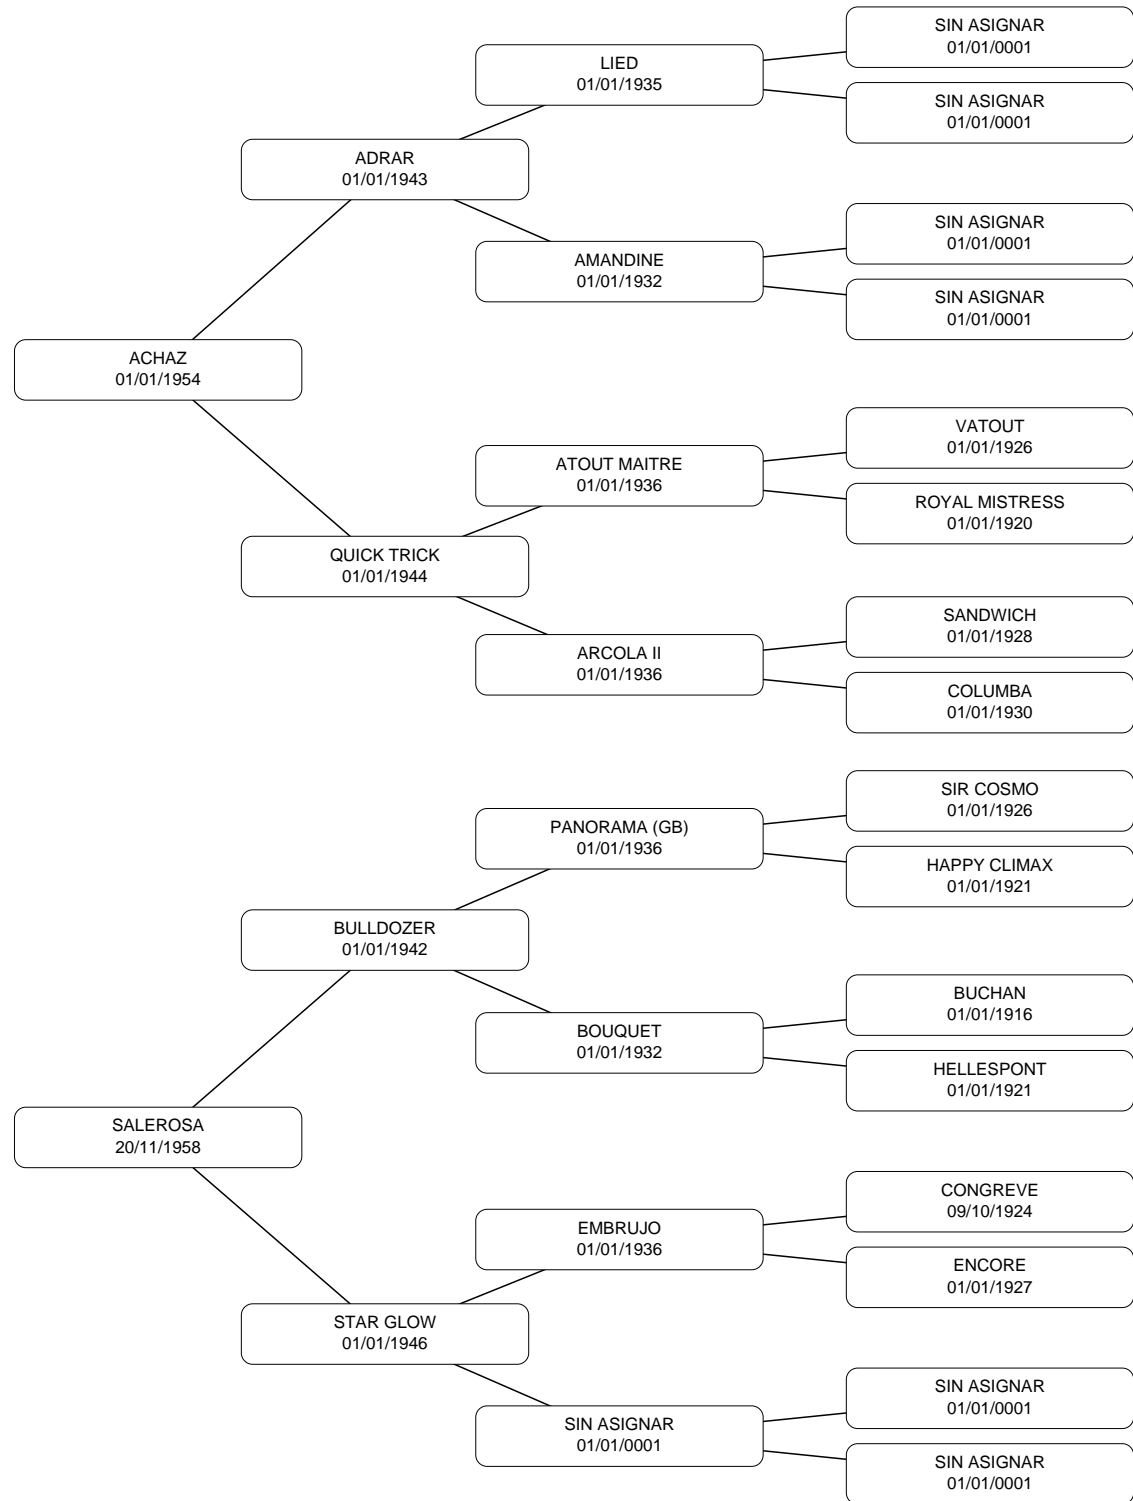 SIN ASIGNAR
01/01/0001
LIED
01/01/1935
SIN ASIGNAR
01/01/0001
ADRAR
01/01/1943
SIN ASIGNAR
01/01/0001
AMANDINE
01/01/1932
SIN ASIGNAR
01/01/0001
ACHAZ
01/01/1954
VATOUT
01/01/1926
ATOUT MAITRE
01/01/1936
ROYAL MISTRESS
01/01/1920
QUICK TRICK
01/01/1944
SANDWICH
01/01/1928
ARCOLA II
01/01/1936
COLUMBA
01/01/1930
SIR COSMO
01/01/1926
PANORAMA (GB)
01/01/1936
HAPPY CLIMAX
01/01/1921
BULLDOZER
01/01/1942
BUCHAN
01/01/1916
BOUQUET
01/01/1932
HELLESPONT
01/01/1921
SALEROSA
20/11/1958
CONGREVE
09/10/1924
EMBRUJO
01/01/1936
ENCORE
01/01/1927
STAR GLOW
01/01/1946
SIN ASIGNAR
01/01/0001
SIN ASIGNAR
01/01/0001
SIN ASIGNAR
01/01/0001